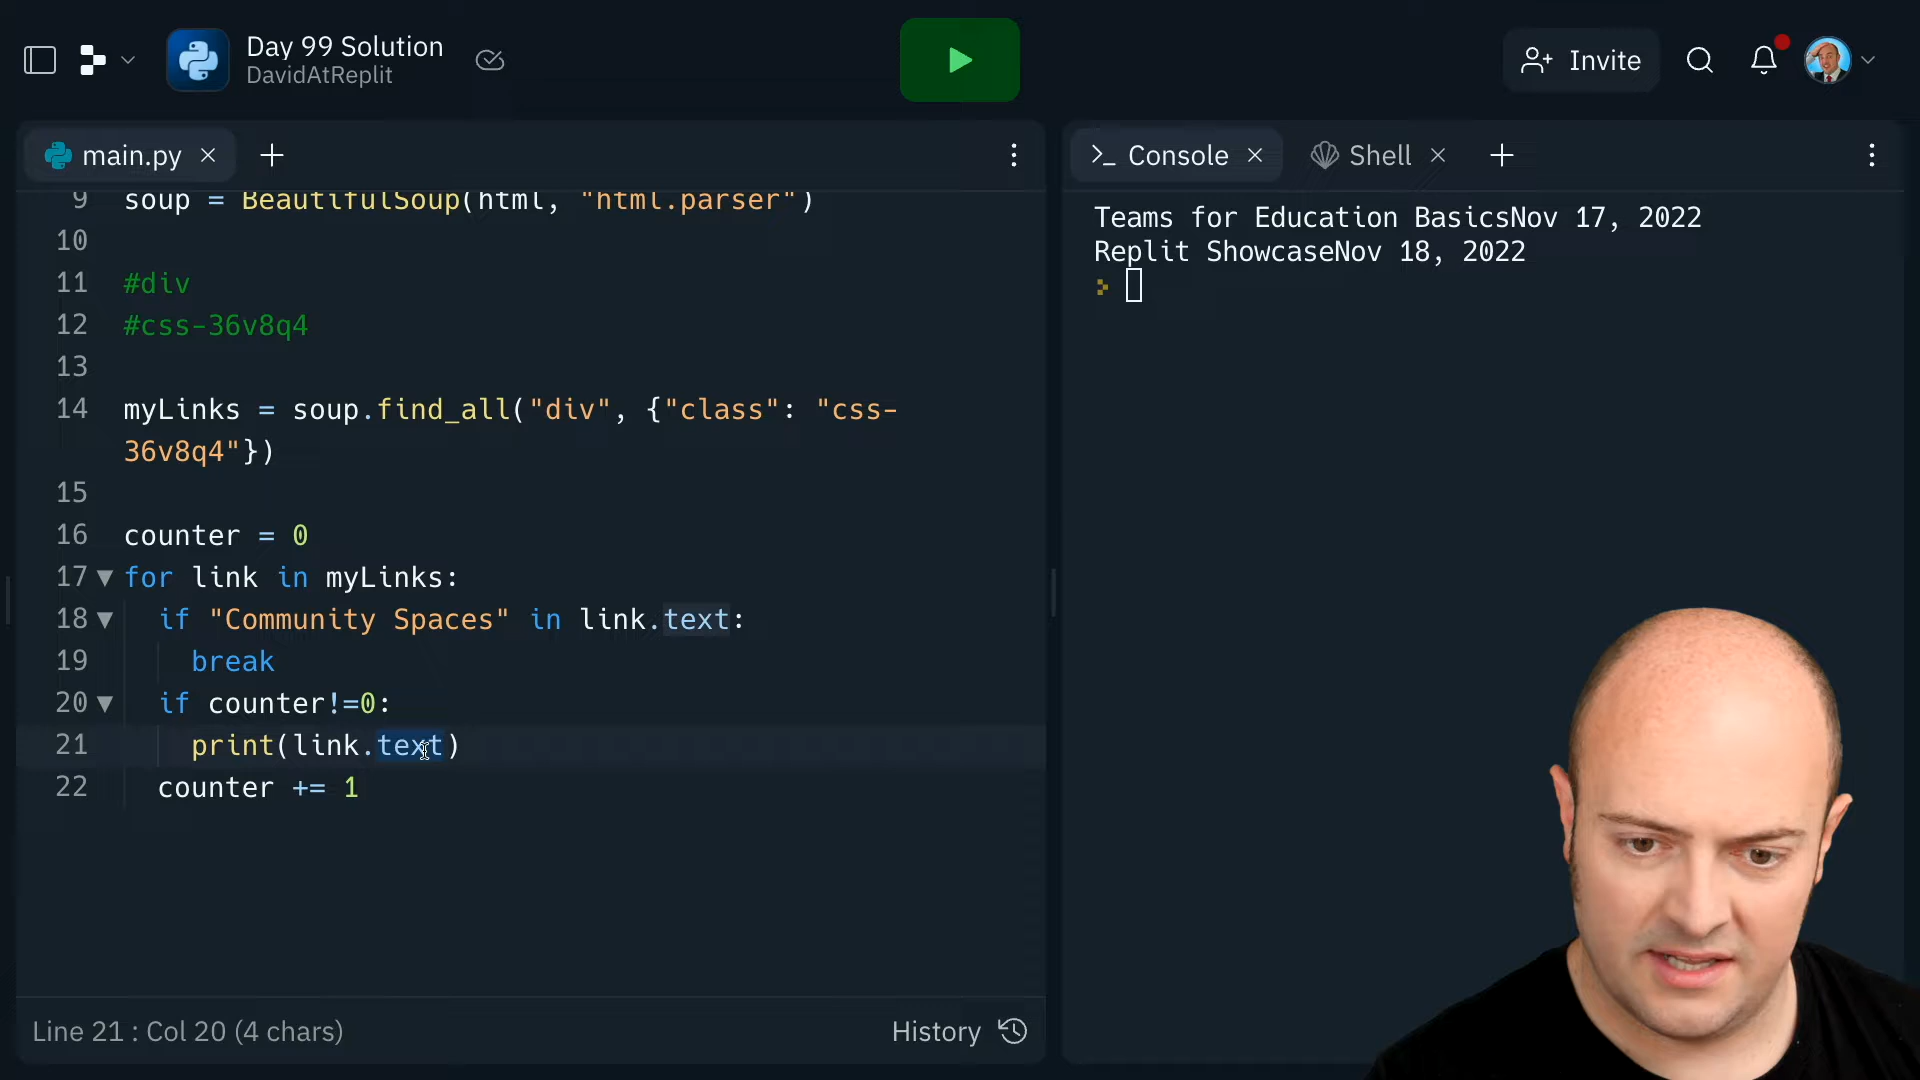 Day 99 Solution
DavidAtReplit
Invite
main.py
Console
Shell
9 soup = BeautifulSoup(html, "html.parser")
10
11 #div
12 #css-36v8q4
13
14 myLinks = soup.find_all("div", {"class": "css-
36v8q4"})
15
16 counter = 0
17 for link in myLinks:
18 if "Community Spaces" in link.text:
19 break
20 if counter!=0:
21 print(link.text)
22 counter += 1
Line 21 : Col 20 (4 chars)
History
Teams for Education BasicsNov 17, 2022
Replit ShowcaseNov 18, 2022